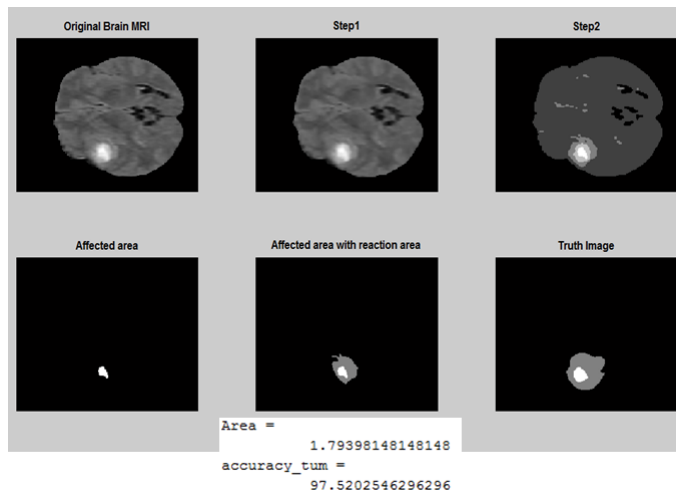 Original Brain MRI
Step1
Step2
Affected area
Affected area with reaction area
Truth Image
Area =
1.79398148148148
accuracy_tum =
97.5202546296296